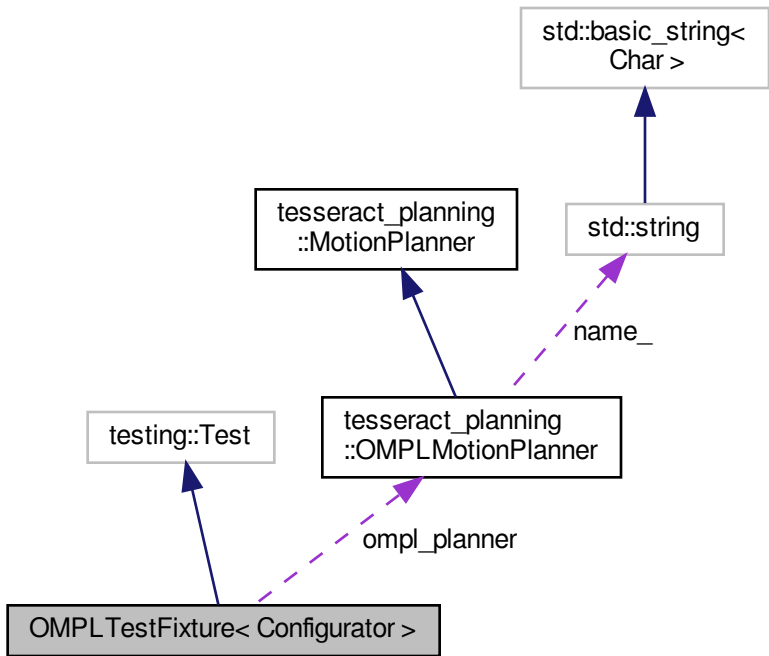 std::basic_string<
Char >
tesseract_planning
::MotionPlanner
std::string
name_
testing::Test
tesseract_planning
::OMPLMotionPlanner
ompl_planner
OMPLTestFixture< Configurator >